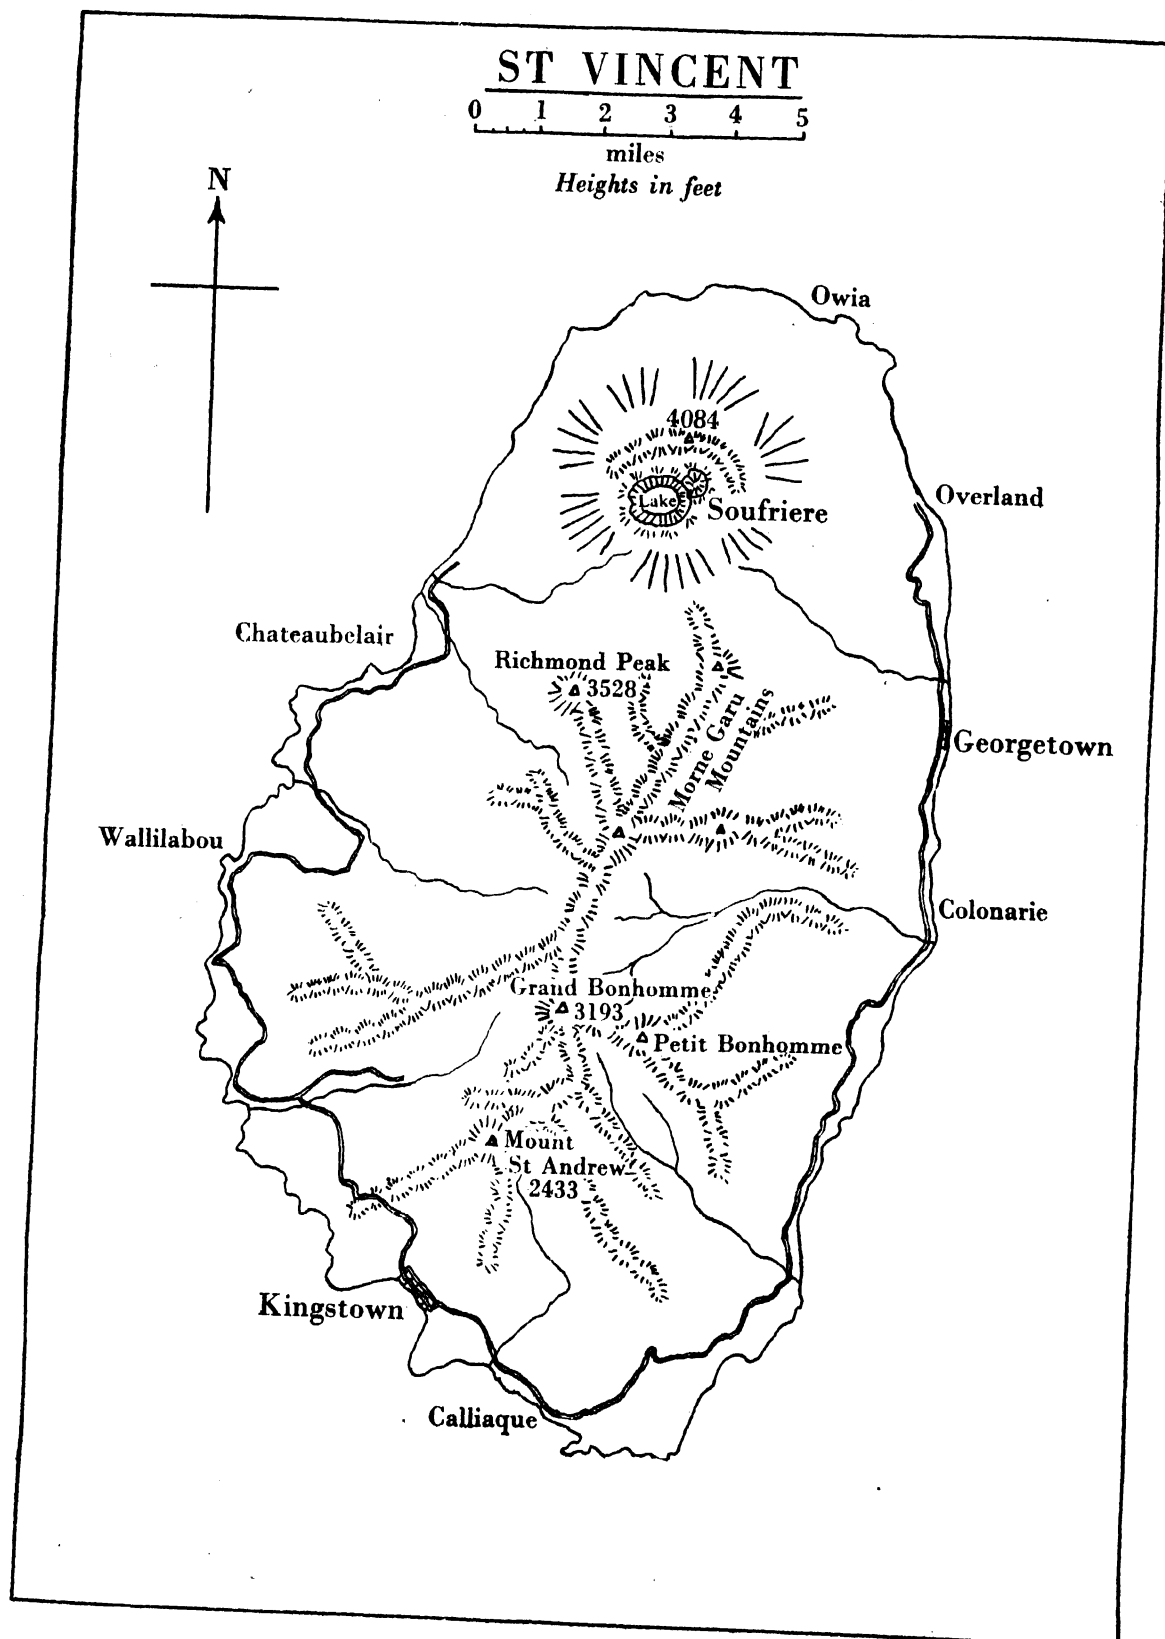 ST VINCENT
0 1 2 3 4 5
miles
Heights in feet
N
Owia
4084
Lake
Soufriere
Overland
Chateaubelair
Richmond Peak
3528
Morne Garu
Mountains
Georgetown
Wallilabou
Colonarie
Grand Bonhomme
3193
Petit Bonhomme
Mount
St Andrew
2433
Kingstown
Calliaque